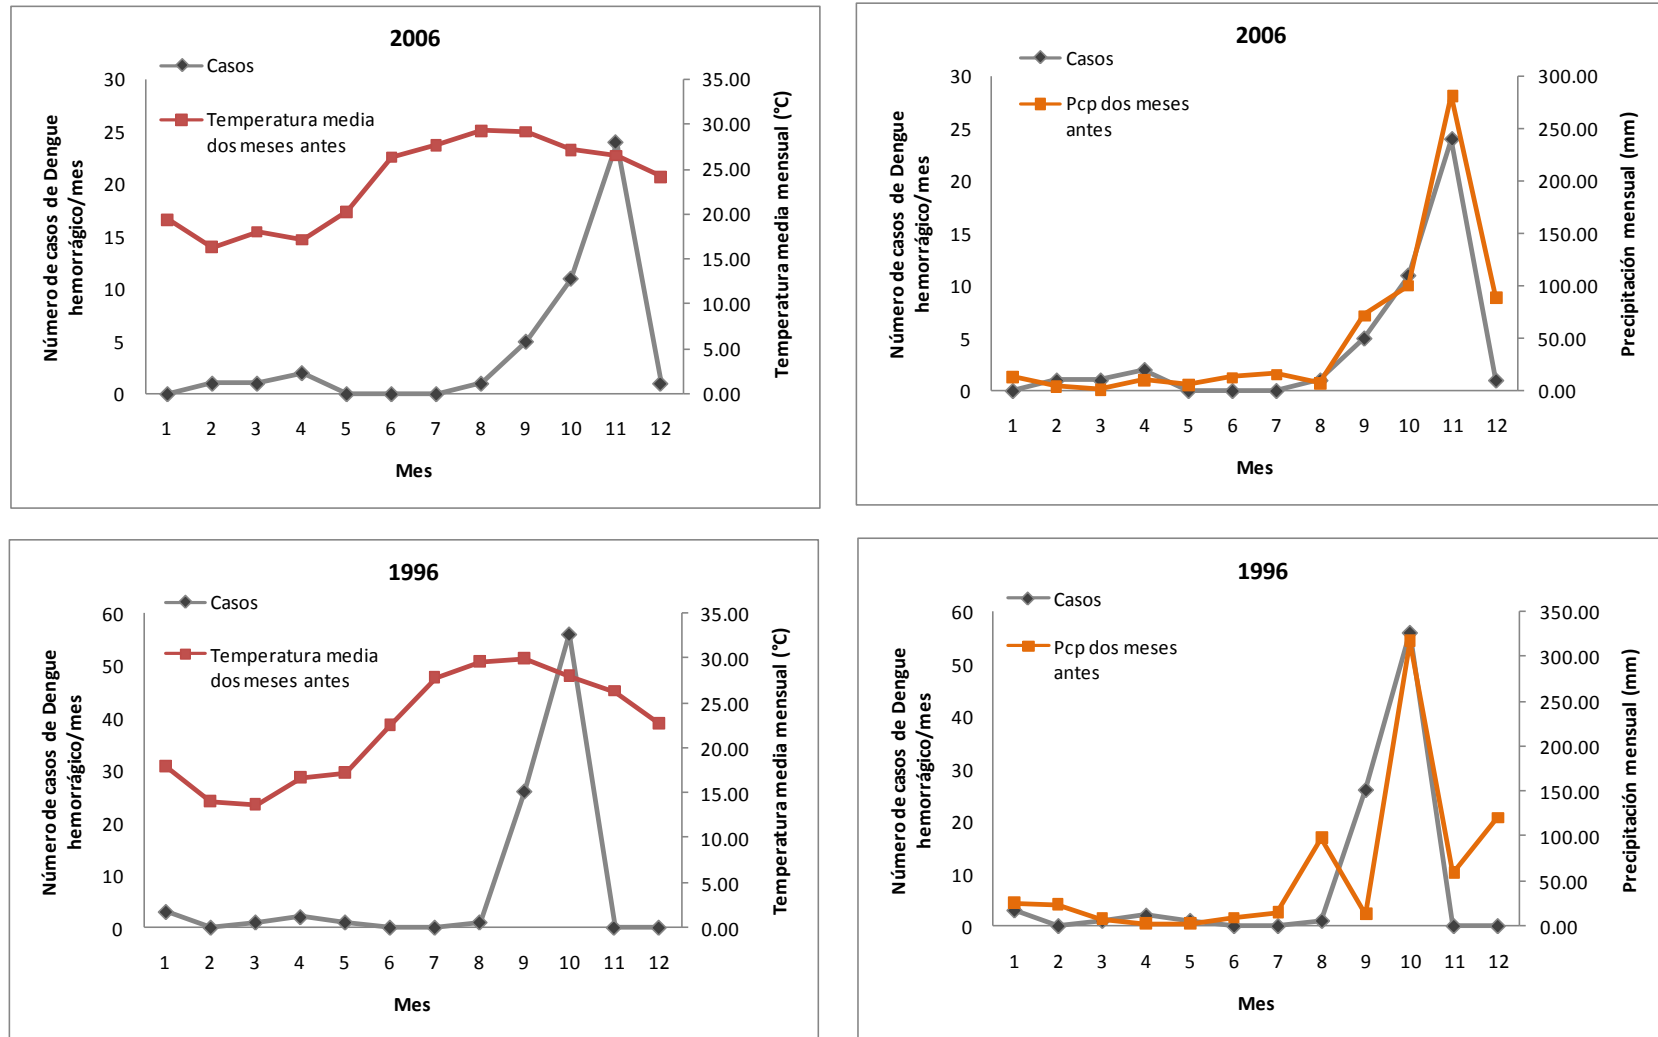 2006
Casos
Temperatura media
dos meses antes
30
25
20
15
10
5
0
35.00
30.00
25.00
20.00
15.00
10.00
5.00
0.00
Número de casos de Dengue
hemorrágico/mes
Temperatura media mensual (°C)
1 2 3 4 5 6 7 8 9 10 11 12
Mes
2006
Casos
Pcp dos meses
antes
30
25
20
15
10
5
0
300.00
250.00
200.00
150.00
100.00
50.00
0.00
Número de casos de Dengue
hemorrágico/mes
Precipitación mensual (mm)
1 2 3 4 5 6 7 8 9 10 11 12
Mes
1996
Casos
Temperatura media
dos meses antes
60
50
40
30
20
10
0
35.00
30.00
25.00
20.00
15.00
10.00
5.00
0.00
Número de casos de Dengue
hemorrágico/mes
Temperatura media mensual (°C)
1 2 3 4 5 6 7 8 9 10 11 12
Mes
1996
Casos
Pcp dos meses
antes
60
50
40
30
20
10
0
350.00
300.00
250.00
200.00
150.00
100.00
50.00
0.00
Número de casos de Dengue
hemorrágico/mes
Precipitación mensual (mm)
1 2 3 4 5 6 7 8 9 10 11 12
Mes